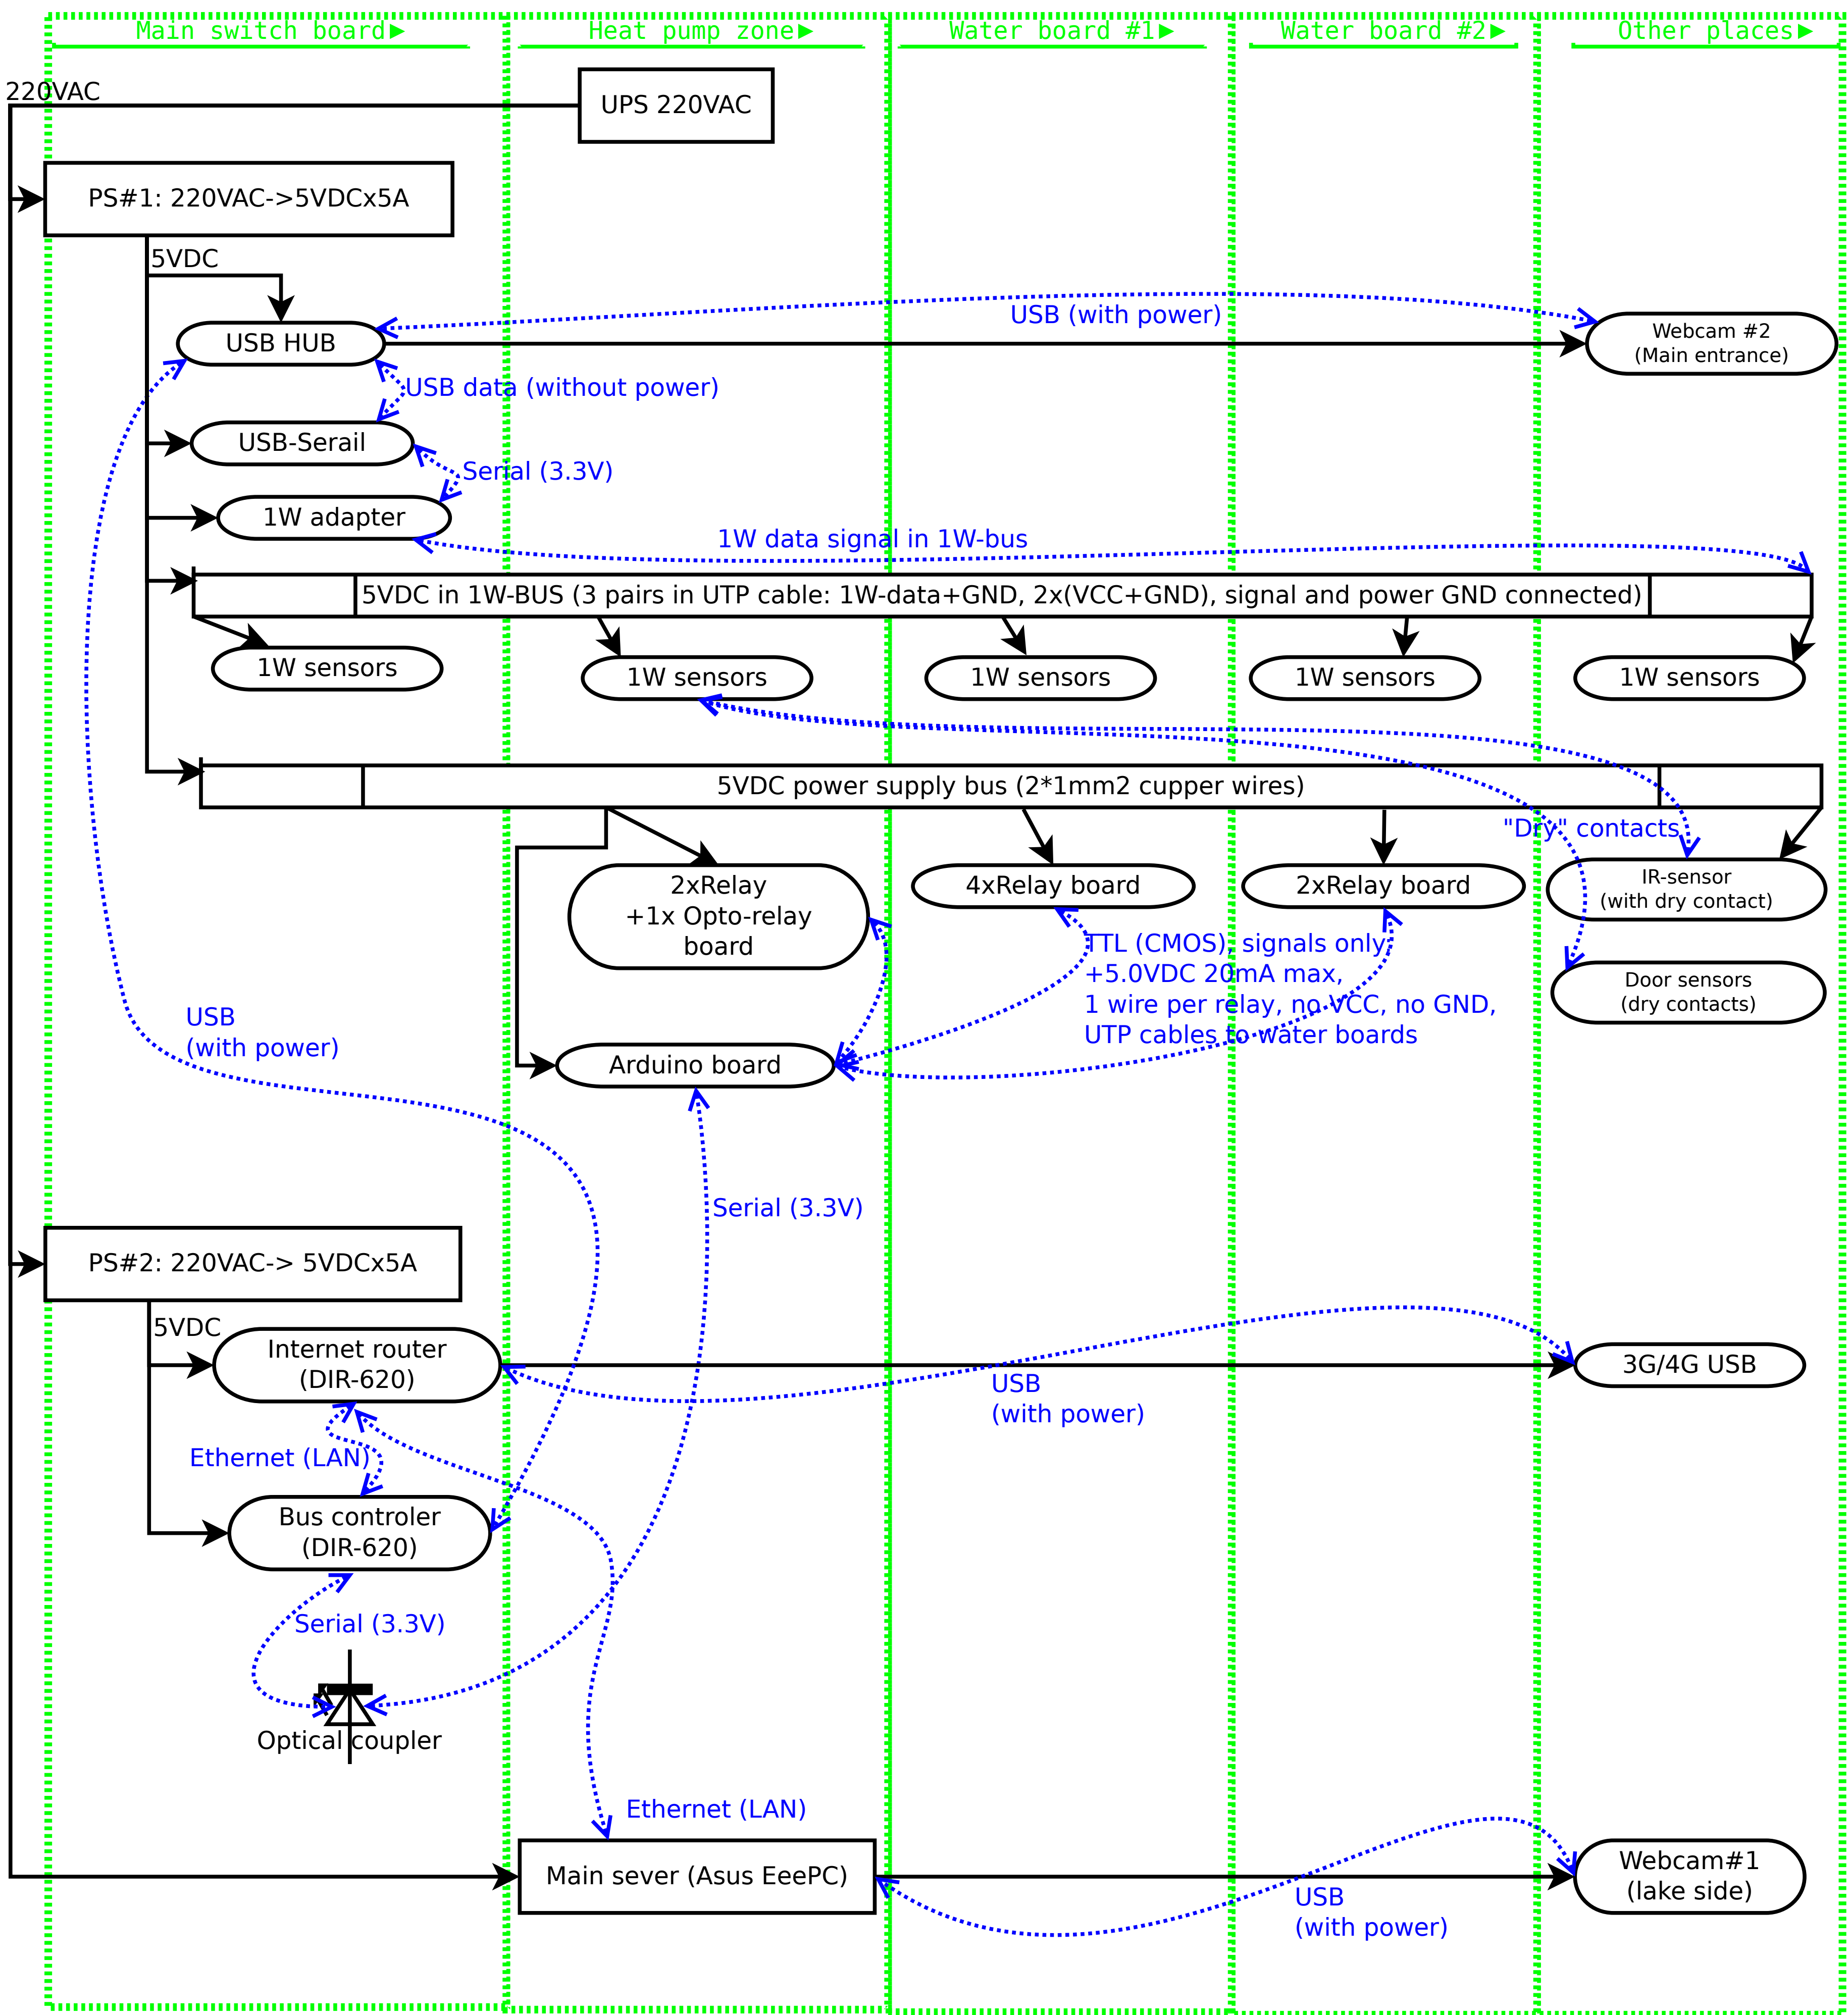 Main switch board▶
Heat pump zone▶
Water board #1▶
Water board #2▶
Other places▶
220VAC
UPS 220VAC
PS#1: 220VAC->5VDCx5A
5VDC
USB (with power)
USB HUB
Webcam #2
(Main entrance)
USB data (without power)
USB-Serail
Serial (3.3V)
1W adapter
1W data signal in 1W-bus
5VDC in 1W-BUS (3 pairs in UTP cable: 1W-data+GND, 2x(VCC+GND), signal and power GND connected)
1W sensors
1W sensors
1W sensors
1W sensors
1W sensors
5VDC power supply bus (2*1mm2 cupper wires)
"Dry" contacts
2xRelay
+1x Opto-relay
board
4xRelay board
2xRelay board
IR-sensor
(with dry contact)
TTL (CMOS), signals only,
+5.0VDC 20mA max,
1 wire per relay, no VCC, no GND,
UTP cables to water boards
Door sensors
(dry contacts)
USB
(with power)
Arduino board
Serial (3.3V)
PS#2: 220VAC-> 5VDCx5A
5VDC
Internet router
(DIR-620)
3G/4G USB
USB
(with power)
Ethernet (LAN)
Bus controler
(DIR-620)
Serial (3.3V)
Optical coupler
Ethernet (LAN)
Main sever (Asus EeePC)
Webcam#1
(lake side)
USB
(with power)